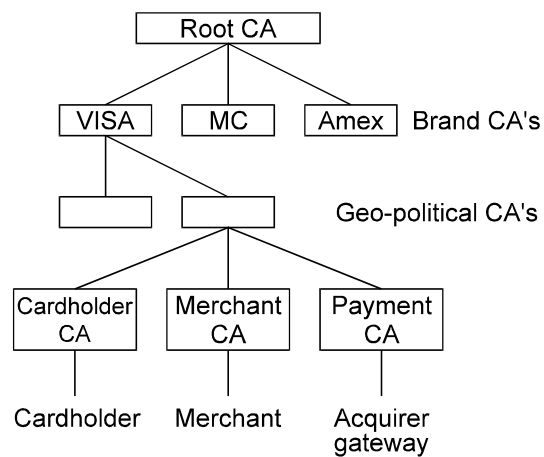 Root CA
VISA
MC
Amex
Brand CA's
Geo-political CA's
Cardholder
CA
Merchant
CA
Payment
CA
Cardholder
Merchant
Acquirer
gateway